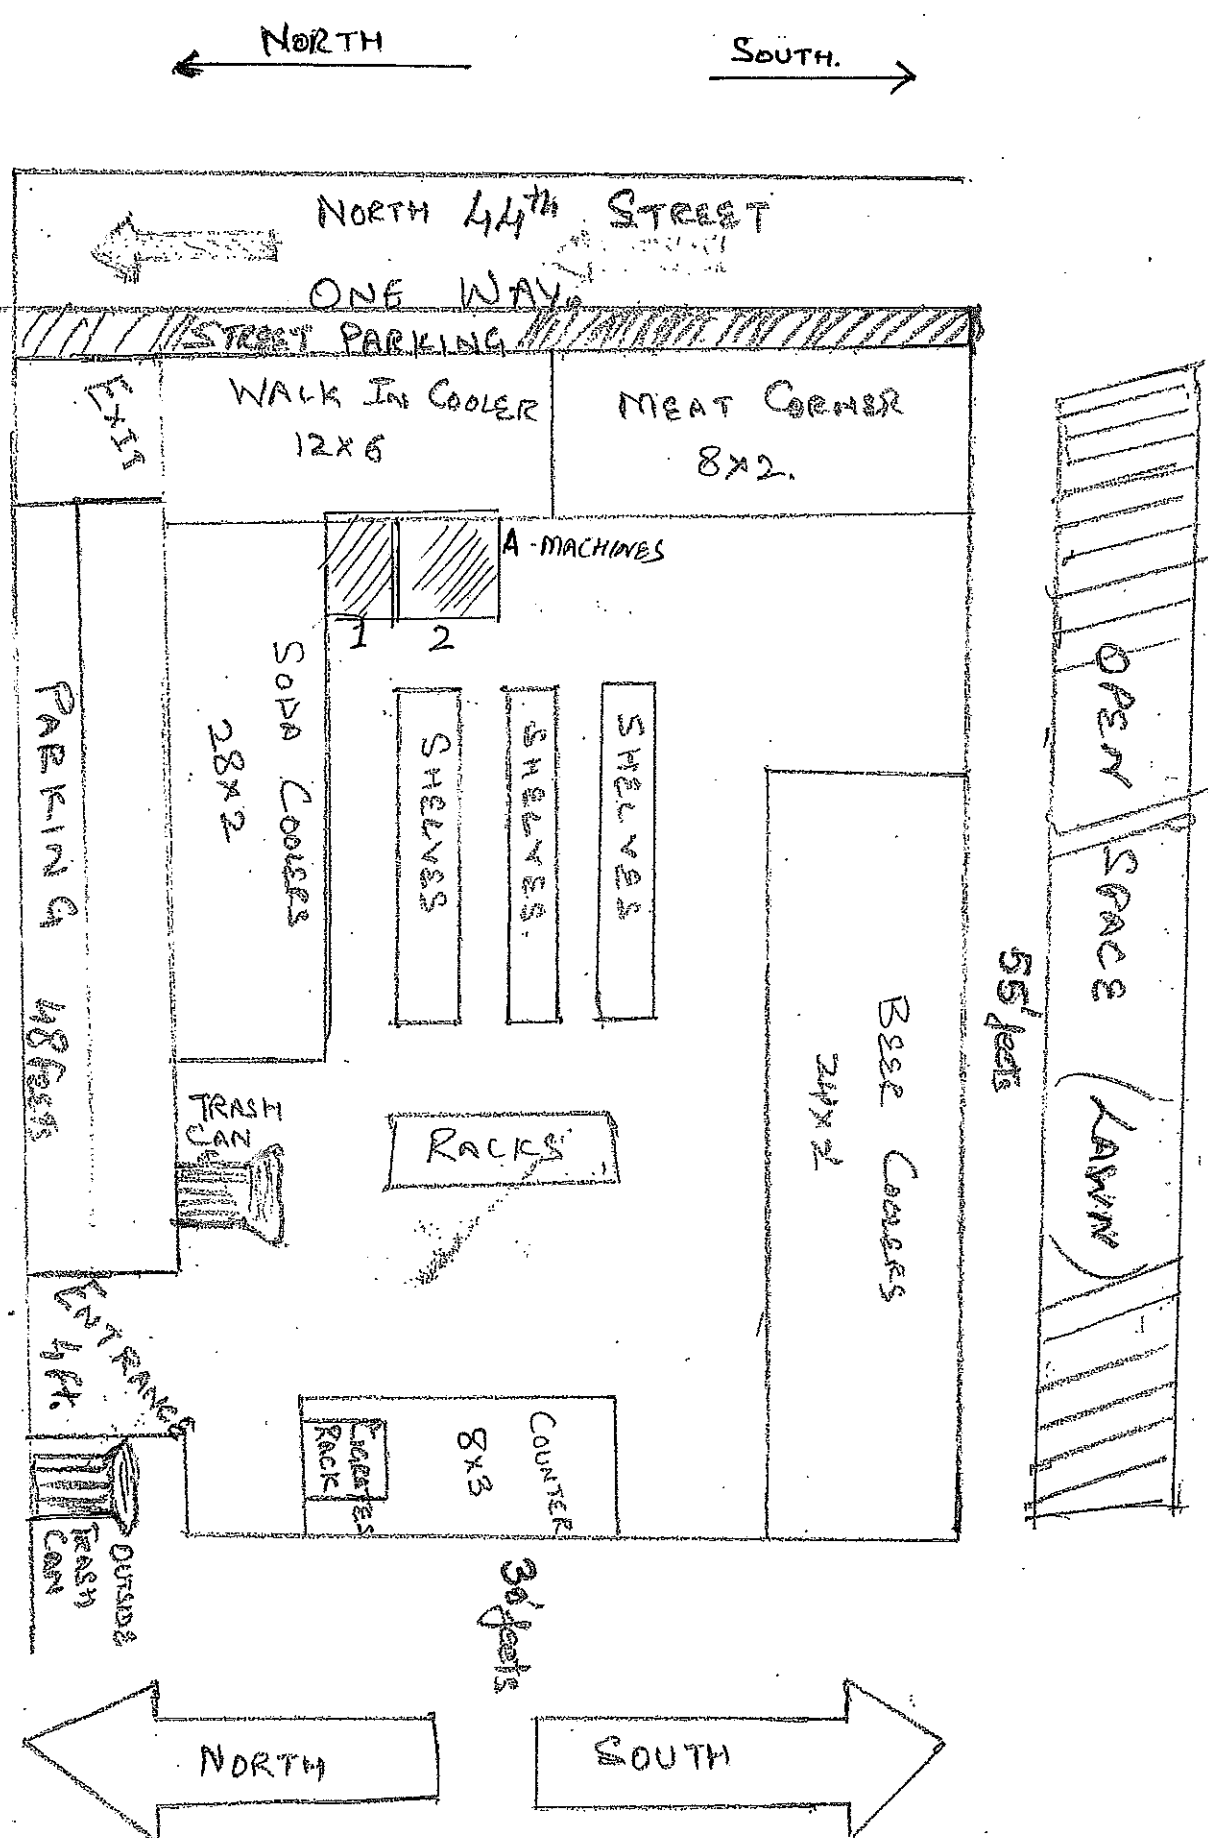 NORTH
SOUTH.
NORTH 44th STREET
ONE WAY.
STREET PARKING
EXIT
WALK IN COOLER
12x6
MEAT CORNER
8x2.
A-MACHINES
1
2
SODA COOLERS
28x2
SHELVES
SHELVES.
SHELVES
PARKING 48 FEET
BEER COOLERS
24x2
55' feets
OPEN SPACE (LAWN)
TRASH
CAN
RACKS
ENTRANCE
4 ft.
CIGRATES
RACK
8x3
COUNTER
OUTSIDE
TRASH
CAN
30' feets
NORTH
SOUTH